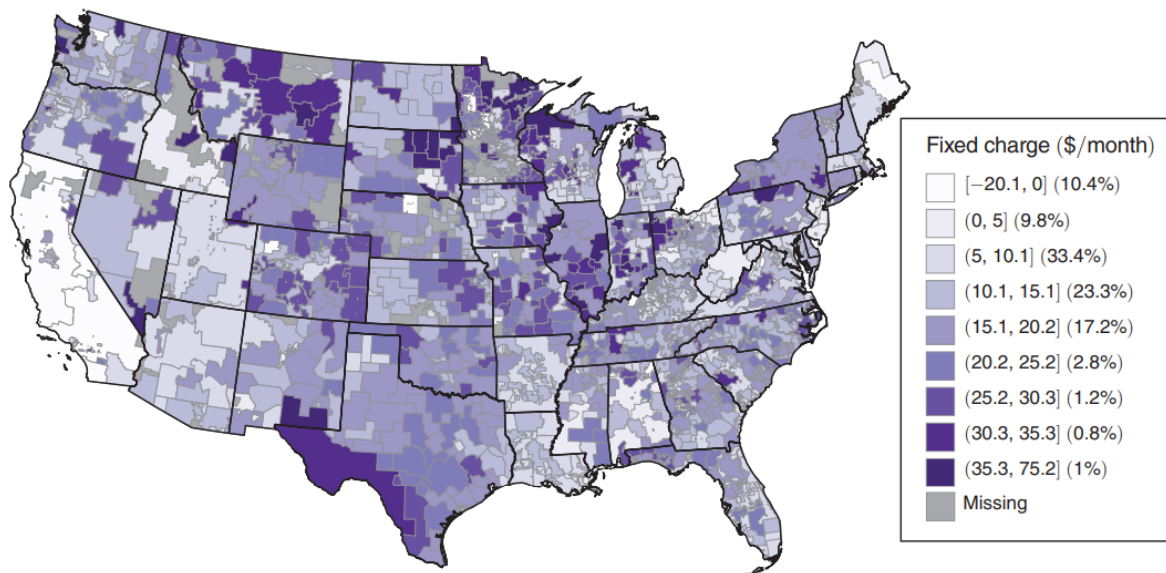 Fixed charge ($/month)
[−20.1, 0] (10.4%)
(0, 5] (9.8%)
(5, 10.1] (33.4%)
(10.1, 15.1] (23.3%)
(15.1, 20.2] (17.2%)
(20.2, 25.2] (2.8%)
(25.2, 30.3] (1.2%)
(30.3, 35.3] (0.8%)
(35.3, 75.2] (1%)
Missing